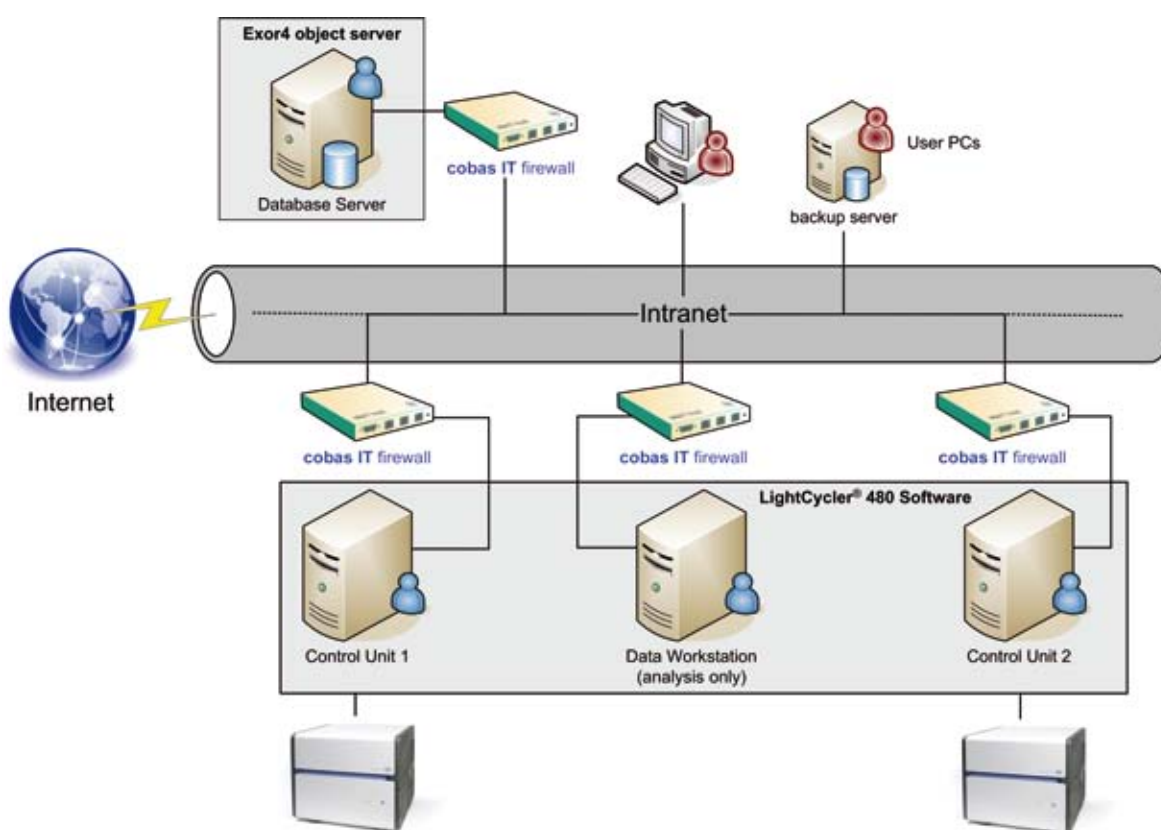 Exor4 object server
Database Server
cobas IT firewall
User PCs
backup server
Intranet
Internet
cobas IT firewall
cobas IT firewall
cobas IT firewall
LightCycler® 480 Software
Control Unit 1
Data Workstation
(analysis only)
Control Unit 2